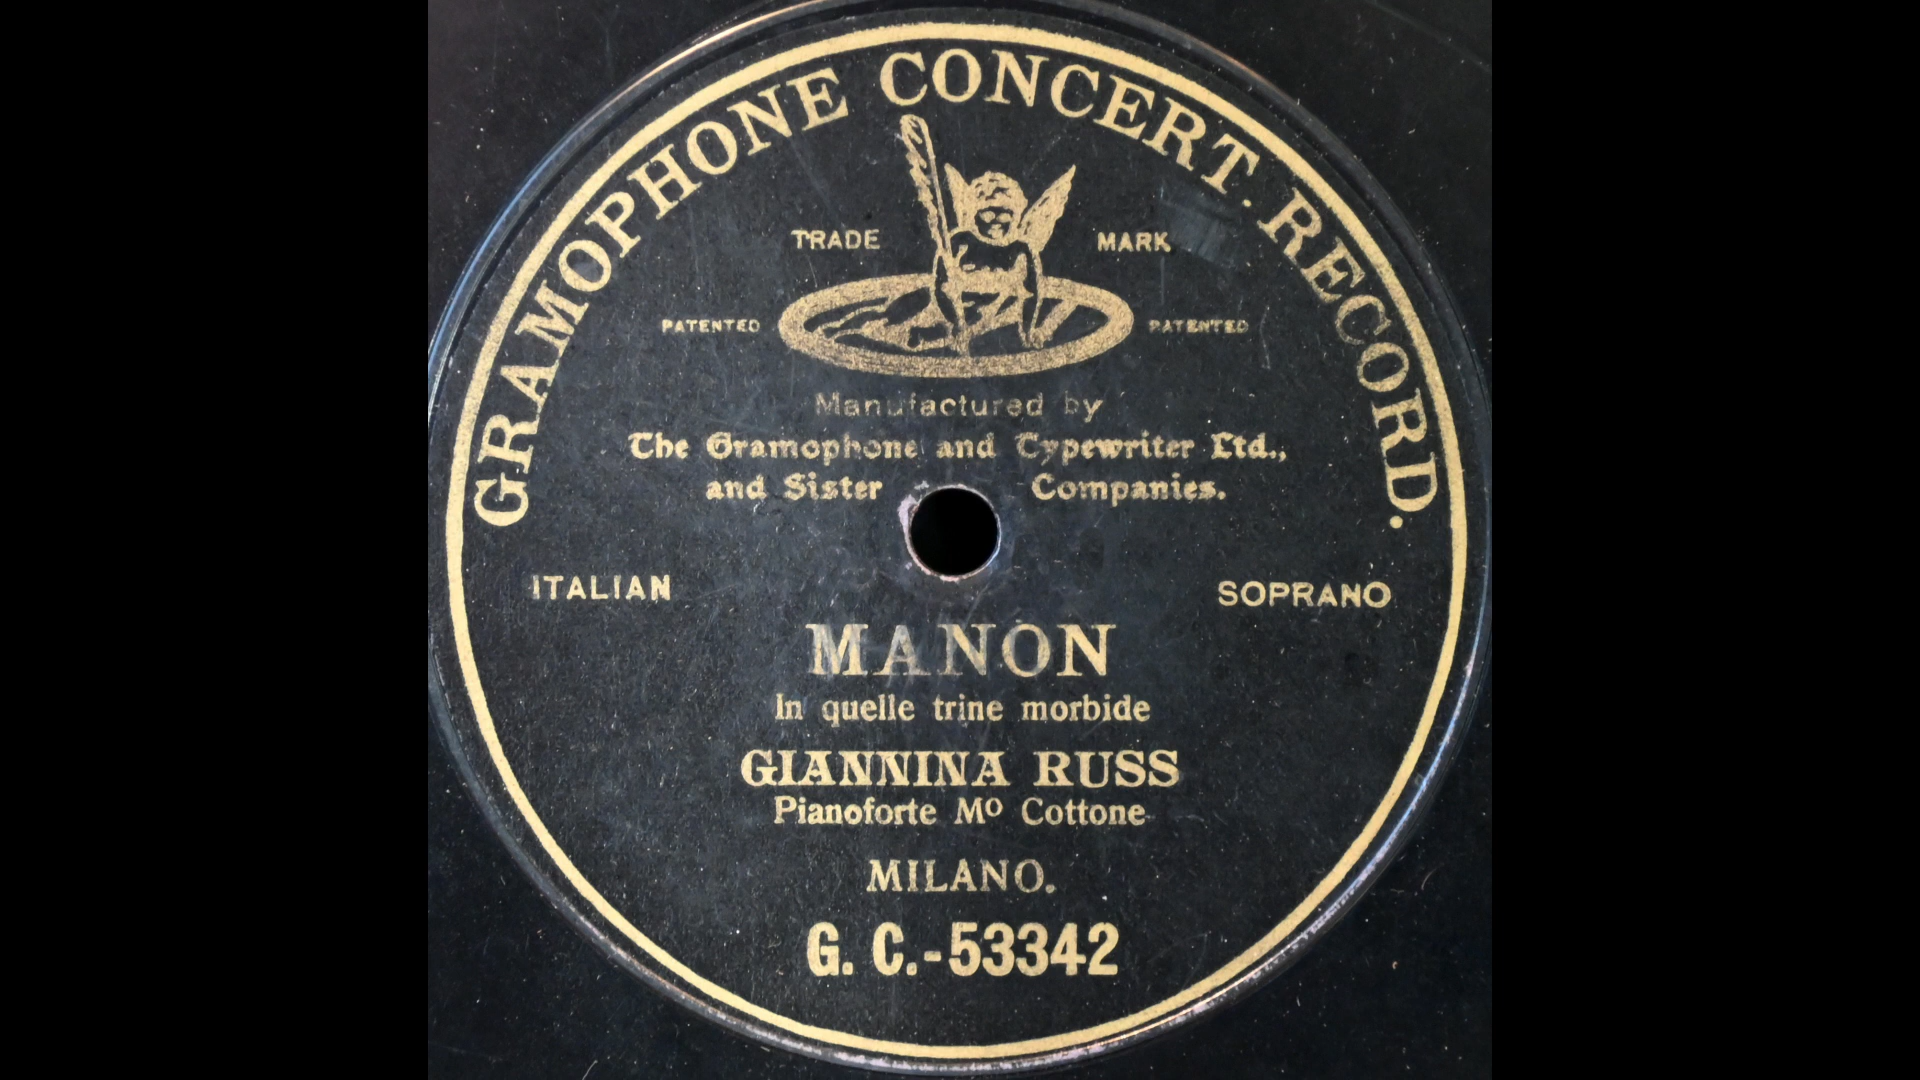 GRAMOPHONE CONCERT. RECORD.
TRADE MARK
PATENTED PATENTED
Manufactured by
The Gramophone and Typewriter Ltd.,
and Sister Companies.
ITALIAN SOPRANO
MANON
In quelle trine morbide
GIANNINA RUSS
Pianoforte Mº Cottone
MILANO.
G. C.-53342